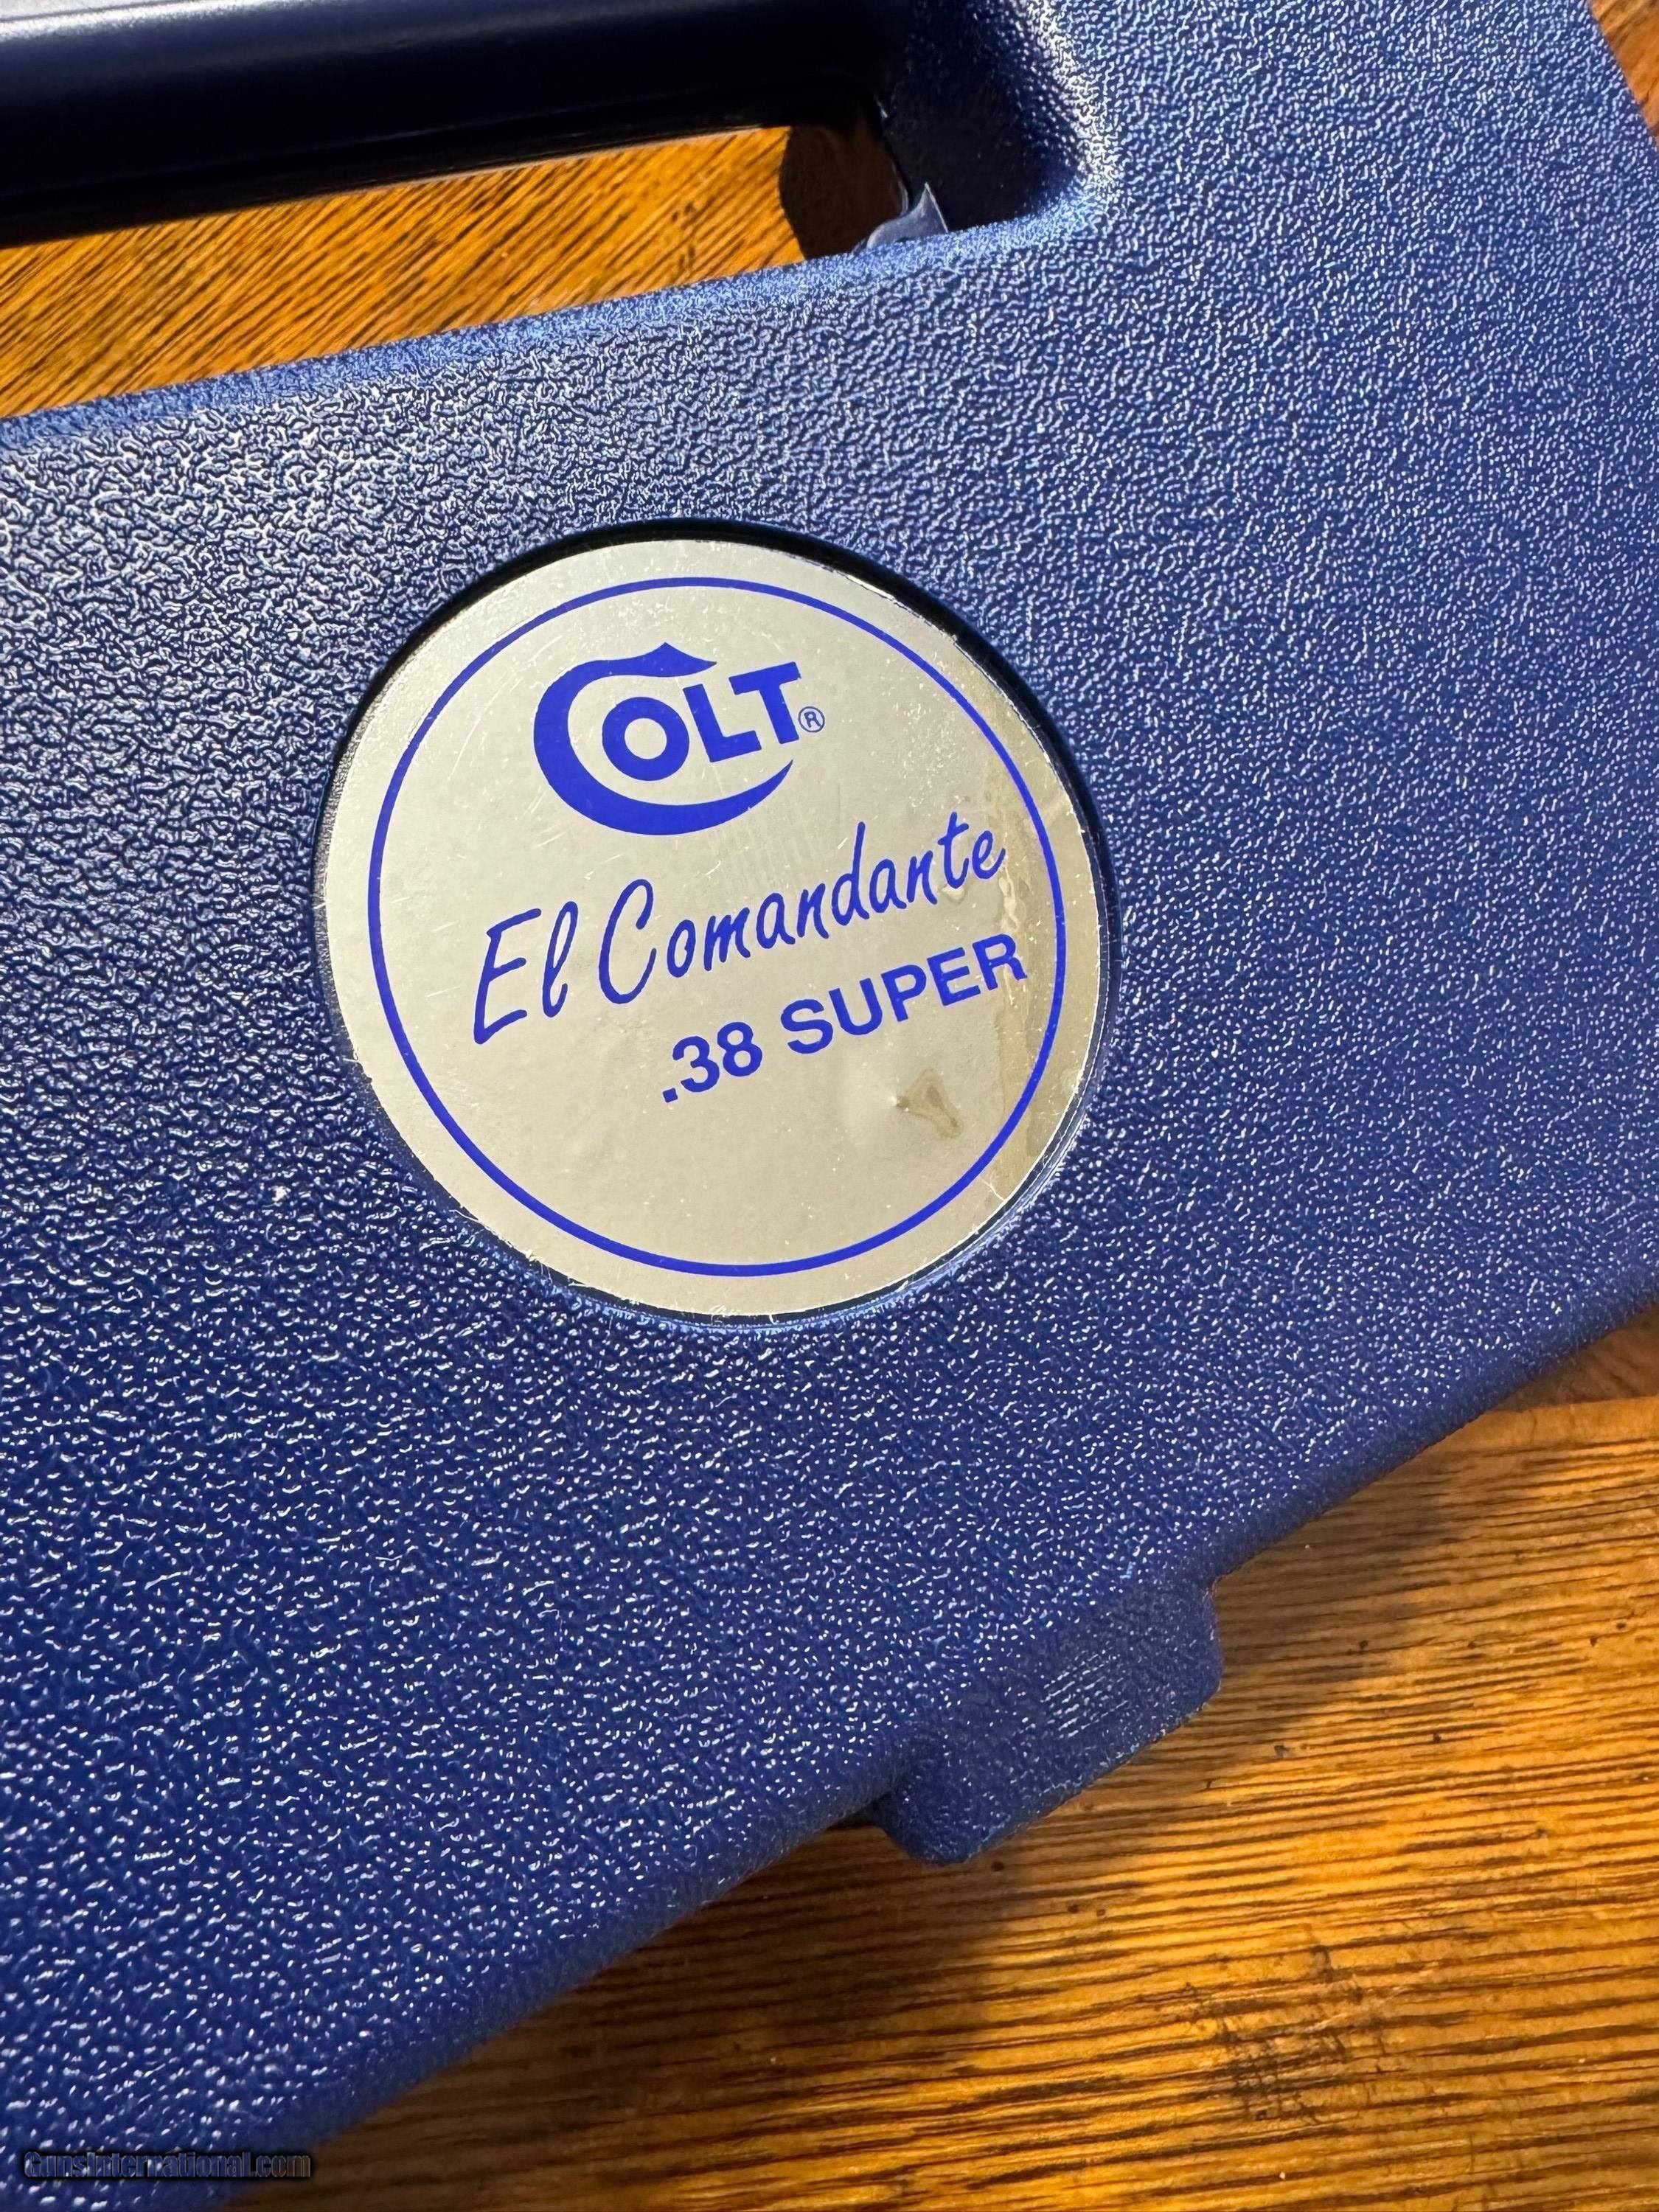 COLT®
El Comandante
.38 SUPER
GunsInternational.com